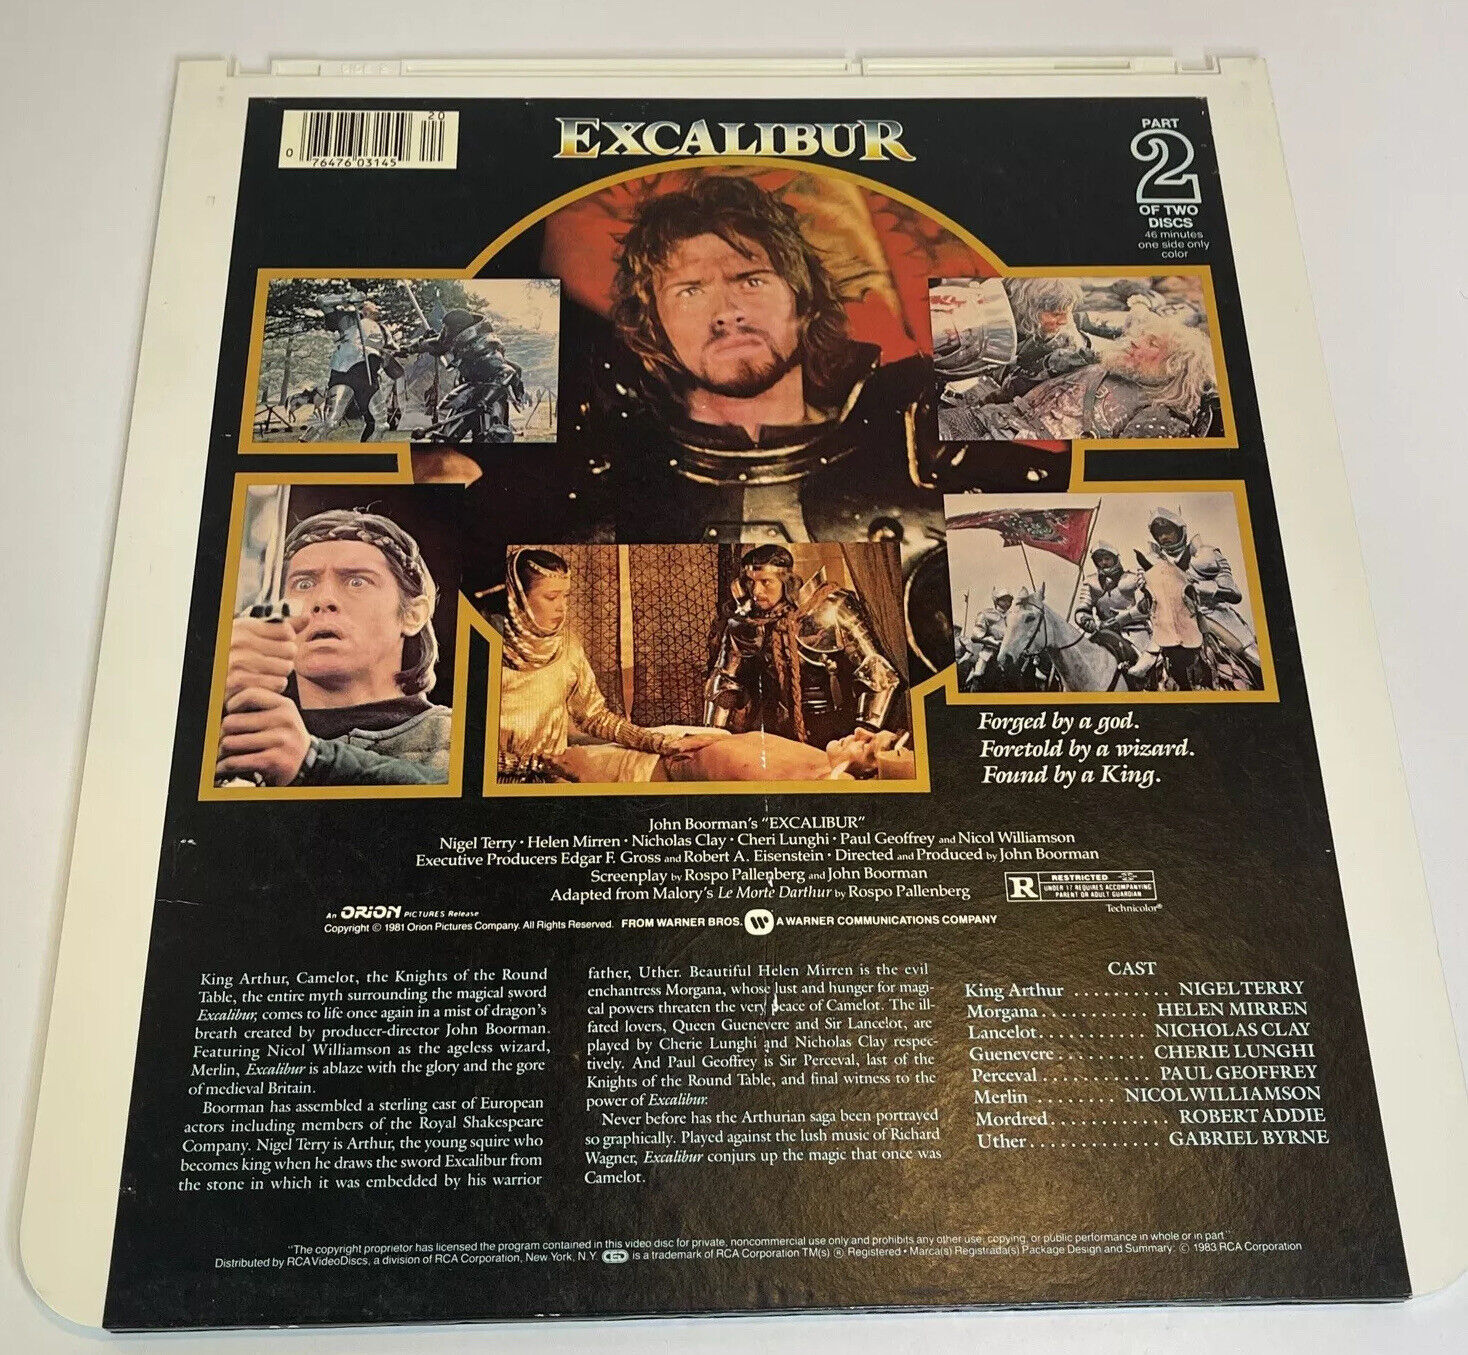 20
0 76476 03145
EXCALIBUR
PART
2
OF TWO
DISCS
46 minutes
one side only
color
Forged by a god.
Foretold by a wizard.
Found by a King.
John Boorman's "EXCALIBUR"
Nigel Terry · Helen Mirren · Nicholas Clay · Cheri Lunghi · Paul Geoffrey and Nicol Williamson
Executive Producers Edgar F. Gross and Robert A. Eisenstein · Directed and Produced by John Boorman
Screenplay by Rospo Pallenberg and John Boorman
Adapted from Malory's Le Morte Darthur by Rospo Pallenberg
R RESTRICTED
UNDER 17 REQUIRES ACCOMPANYING
PARENT OR ADULT GUARDIAN
Technicolor®
An ORION PICTURES Release
Copyright © 1981 Orion Pictures Company. All Rights Reserved. FROM WARNER BROS. A WARNER COMMUNICATIONS COMPANY
King Arthur, Camelot, the Knights of the Round
Table, the entire myth surrounding the magical sword
Excalibur, comes to life once again in a mist of dragon's
breath created by producer-director John Boorman.
Featuring Nicol Williamson as the ageless wizard,
Merlin, Excalibur is ablaze with the glory and the gore
of medieval Britain.
Boorman has assembled a sterling cast of European
actors including members of the Royal Shakespeare
Company. Nigel Terry is Arthur, the young squire who
becomes king when he draws the sword Excalibur from
the stone in which it was embedded by his warrior
father, Uther. Beautiful Helen Mirren is the evil
enchantress Morgana, whose lust and hunger for magi-
cal powers threaten the very peace of Camelot. The ill-
fated lovers, Queen Guenevere and Sir Lancelot, are
played by Cherie Lunghi and Nicholas Clay respec-
tively. And Paul Geoffrey is Sir Perceval, last of the
Knights of the Round Table, and final witness to the
power of Excalibur.
Never before has the Arthurian saga been portrayed
so graphically. Played against the lush music of Richard
Wagner, Excalibur conjurs up the magic that once was
Camelot.
CAST
King Arthur .......... NIGEL TERRY
Morgana ........... HELEN MIRREN
Lancelot ........... NICHOLAS CLAY
Guenevere ......... CHERIE LUNGHI
Perceval ........... PAUL GEOFFREY
Merlin ........ NICOL WILLIAMSON
Mordred ............ ROBERT ADDIE
Uther ............. GABRIEL BYRNE
"The copyright proprietor has licensed the program contained in this video disc for private, noncommercial use only and prohibits any other use, copying, or public performance in whole or in part"
Distributed by RCA VideoDiscs, a division of RCA Corporation, New York, N.Y. CED is a trademark of RCA Corporation TM(s) ® Registered • Marca(s) Registrada(s) Package Design and Summary: © 1983 RCA Corporation